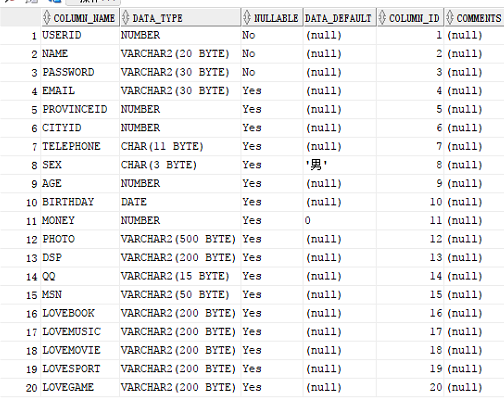 COLUMN_NAME DATA_TYPE NULLABLE DATA_DEFAULT COLUMN_ID COMMENTS
1 USERID NUMBER No (null) 1 (null)
2 NAME VARCHAR2(20 BYTE) No (null) 2 (null)
3 PASSWORD VARCHAR2(30 BYTE) No (null) 3 (null)
4 EMAIL VARCHAR2(30 BYTE) Yes (null) 4 (null)
5 PROVINCEID NUMBER Yes (null) 5 (null)
6 CITYID NUMBER Yes (null) 6 (null)
7 TELEPHONE CHAR(11 BYTE) Yes (null) 7 (null)
8 SEX CHAR(3 BYTE) Yes '男' 8 (null)
9 AGE NUMBER Yes (null) 9 (null)
10 BIRTHDAY DATE Yes (null) 10 (null)
11 MONEY NUMBER Yes 0 11 (null)
12 PHOTO VARCHAR2(500 BYTE) Yes (null) 12 (null)
13 DSP VARCHAR2(200 BYTE) Yes (null) 13 (null)
14 QQ VARCHAR2(15 BYTE) Yes (null) 14 (null)
15 MSN VARCHAR2(50 BYTE) Yes (null) 15 (null)
16 LOVEBOOK VARCHAR2(200 BYTE) Yes (null) 16 (null)
17 LOVEMUSIC VARCHAR2(200 BYTE) Yes (null) 17 (null)
18 LOVEMOVIE VARCHAR2(200 BYTE) Yes (null) 18 (null)
19 LOVESPORT VARCHAR2(200 BYTE) Yes (null) 19 (null)
20 LOVEGAME VARCHAR2(200 BYTE) Yes (null) 20 (null)